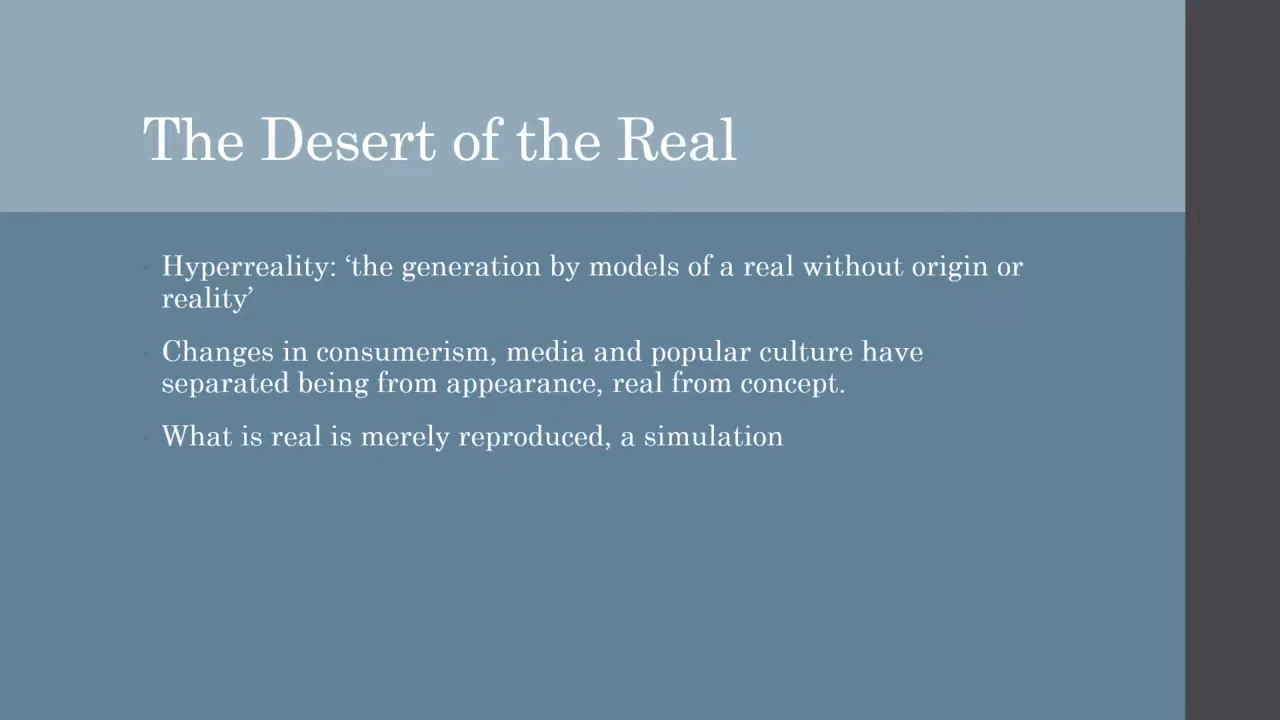 The Desert of the Real
Hyperreality: ‘the generation by models of a real without origin or
reality’
Changes in consumerism, media and popular culture have
separated being from appearance, real from concept.
What is real is merely reproduced, a simulation